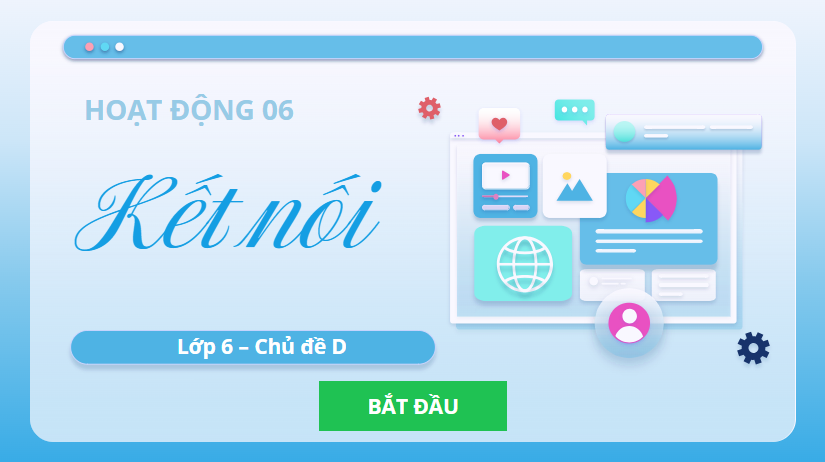 HOẠT ĐỘNG 06
Kết nối
Lớp 6 – Chủ đề D
BẮT ĐẦU